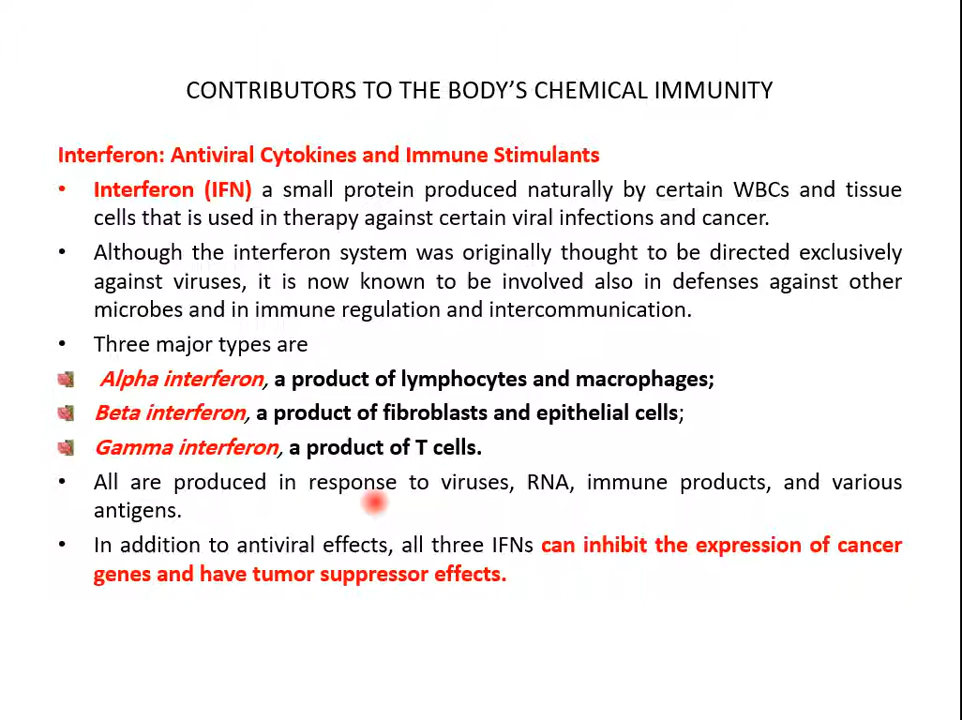 CONTRIBUTORS TO THE BODY'S CHEMICAL IMMUNITY
Interferon: Antiviral Cytokines and Immune Stimulants
• Interferon (IFN) a small protein produced naturally by certain WBCs and tissue
cells that is used in therapy against certain viral infections and cancer.
• Although the interferon system was originally thought to be directed exclusively
against viruses, it is now known to be involved also in defenses against other
microbes and in immune regulation and intercommunication.
• Three major types are
Alpha interferon, a product of lymphocytes and macrophages;
Beta interferon, a product of fibroblasts and epithelial cells;
Gamma interferon, a product of T cells.
• All are produced in response to viruses, RNA, immune products, and various
antigens.
• In addition to antiviral effects, all three IFNs can inhibit the expression of cancer
genes and have tumor suppressor effects.